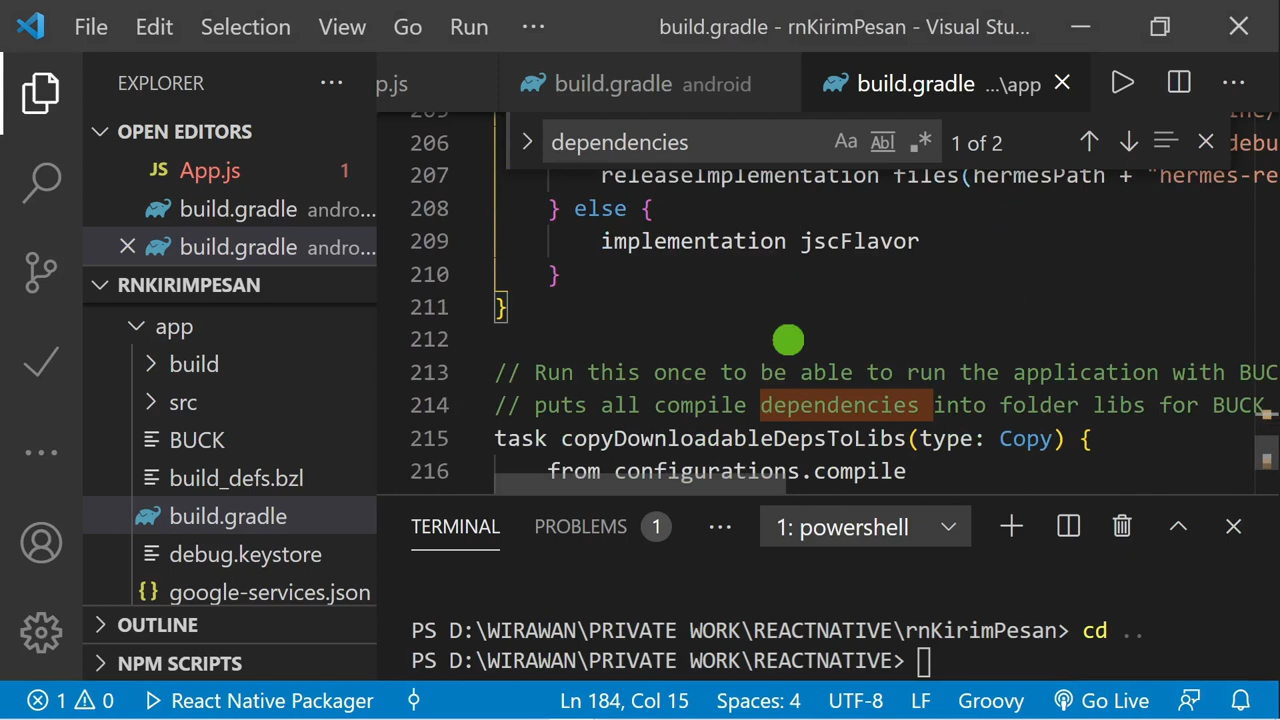 File Edit Selection View Go Run ··· build.gradle - rnKirimPesan - Visual Stu...
EXPLORER ···
p.js build.gradle android build.gradle ...\app
OPEN EDITORS
JS App.js 1
build.gradle andro...
build.gradle andro...
RNKIRIMPESAN
app
build
src
BUCK
build_defs.bzl
build.gradle
debug.keystore
{} google-services.json
OUTLINE
NPM SCRIPTS
dependencies Aa Abl .* 1 of 2
206 debu
207 releaseImplementation files(hermesPath + "hermes-re
208 } else {
209 implementation jscFlavor
210 }
211 }
212
213 // Run this once to be able to run the application with BUC
214 // puts all compile dependencies into folder libs for BUCK
215 task copyDownloadableDepsToLibs(type: Copy) {
216 from configurations.compile
TERMINAL PROBLEMS 1 ··· 1: powershell
PS D:\WIRAWAN\PRIVATE WORK\REACTNATIVE\rnKirimPesan> cd ..
PS D:\WIRAWAN\PRIVATE WORK\REACTNATIVE>
1 0 React Native Packager Ln 184, Col 15 Spaces: 4 UTF-8 LF Groovy Go Live